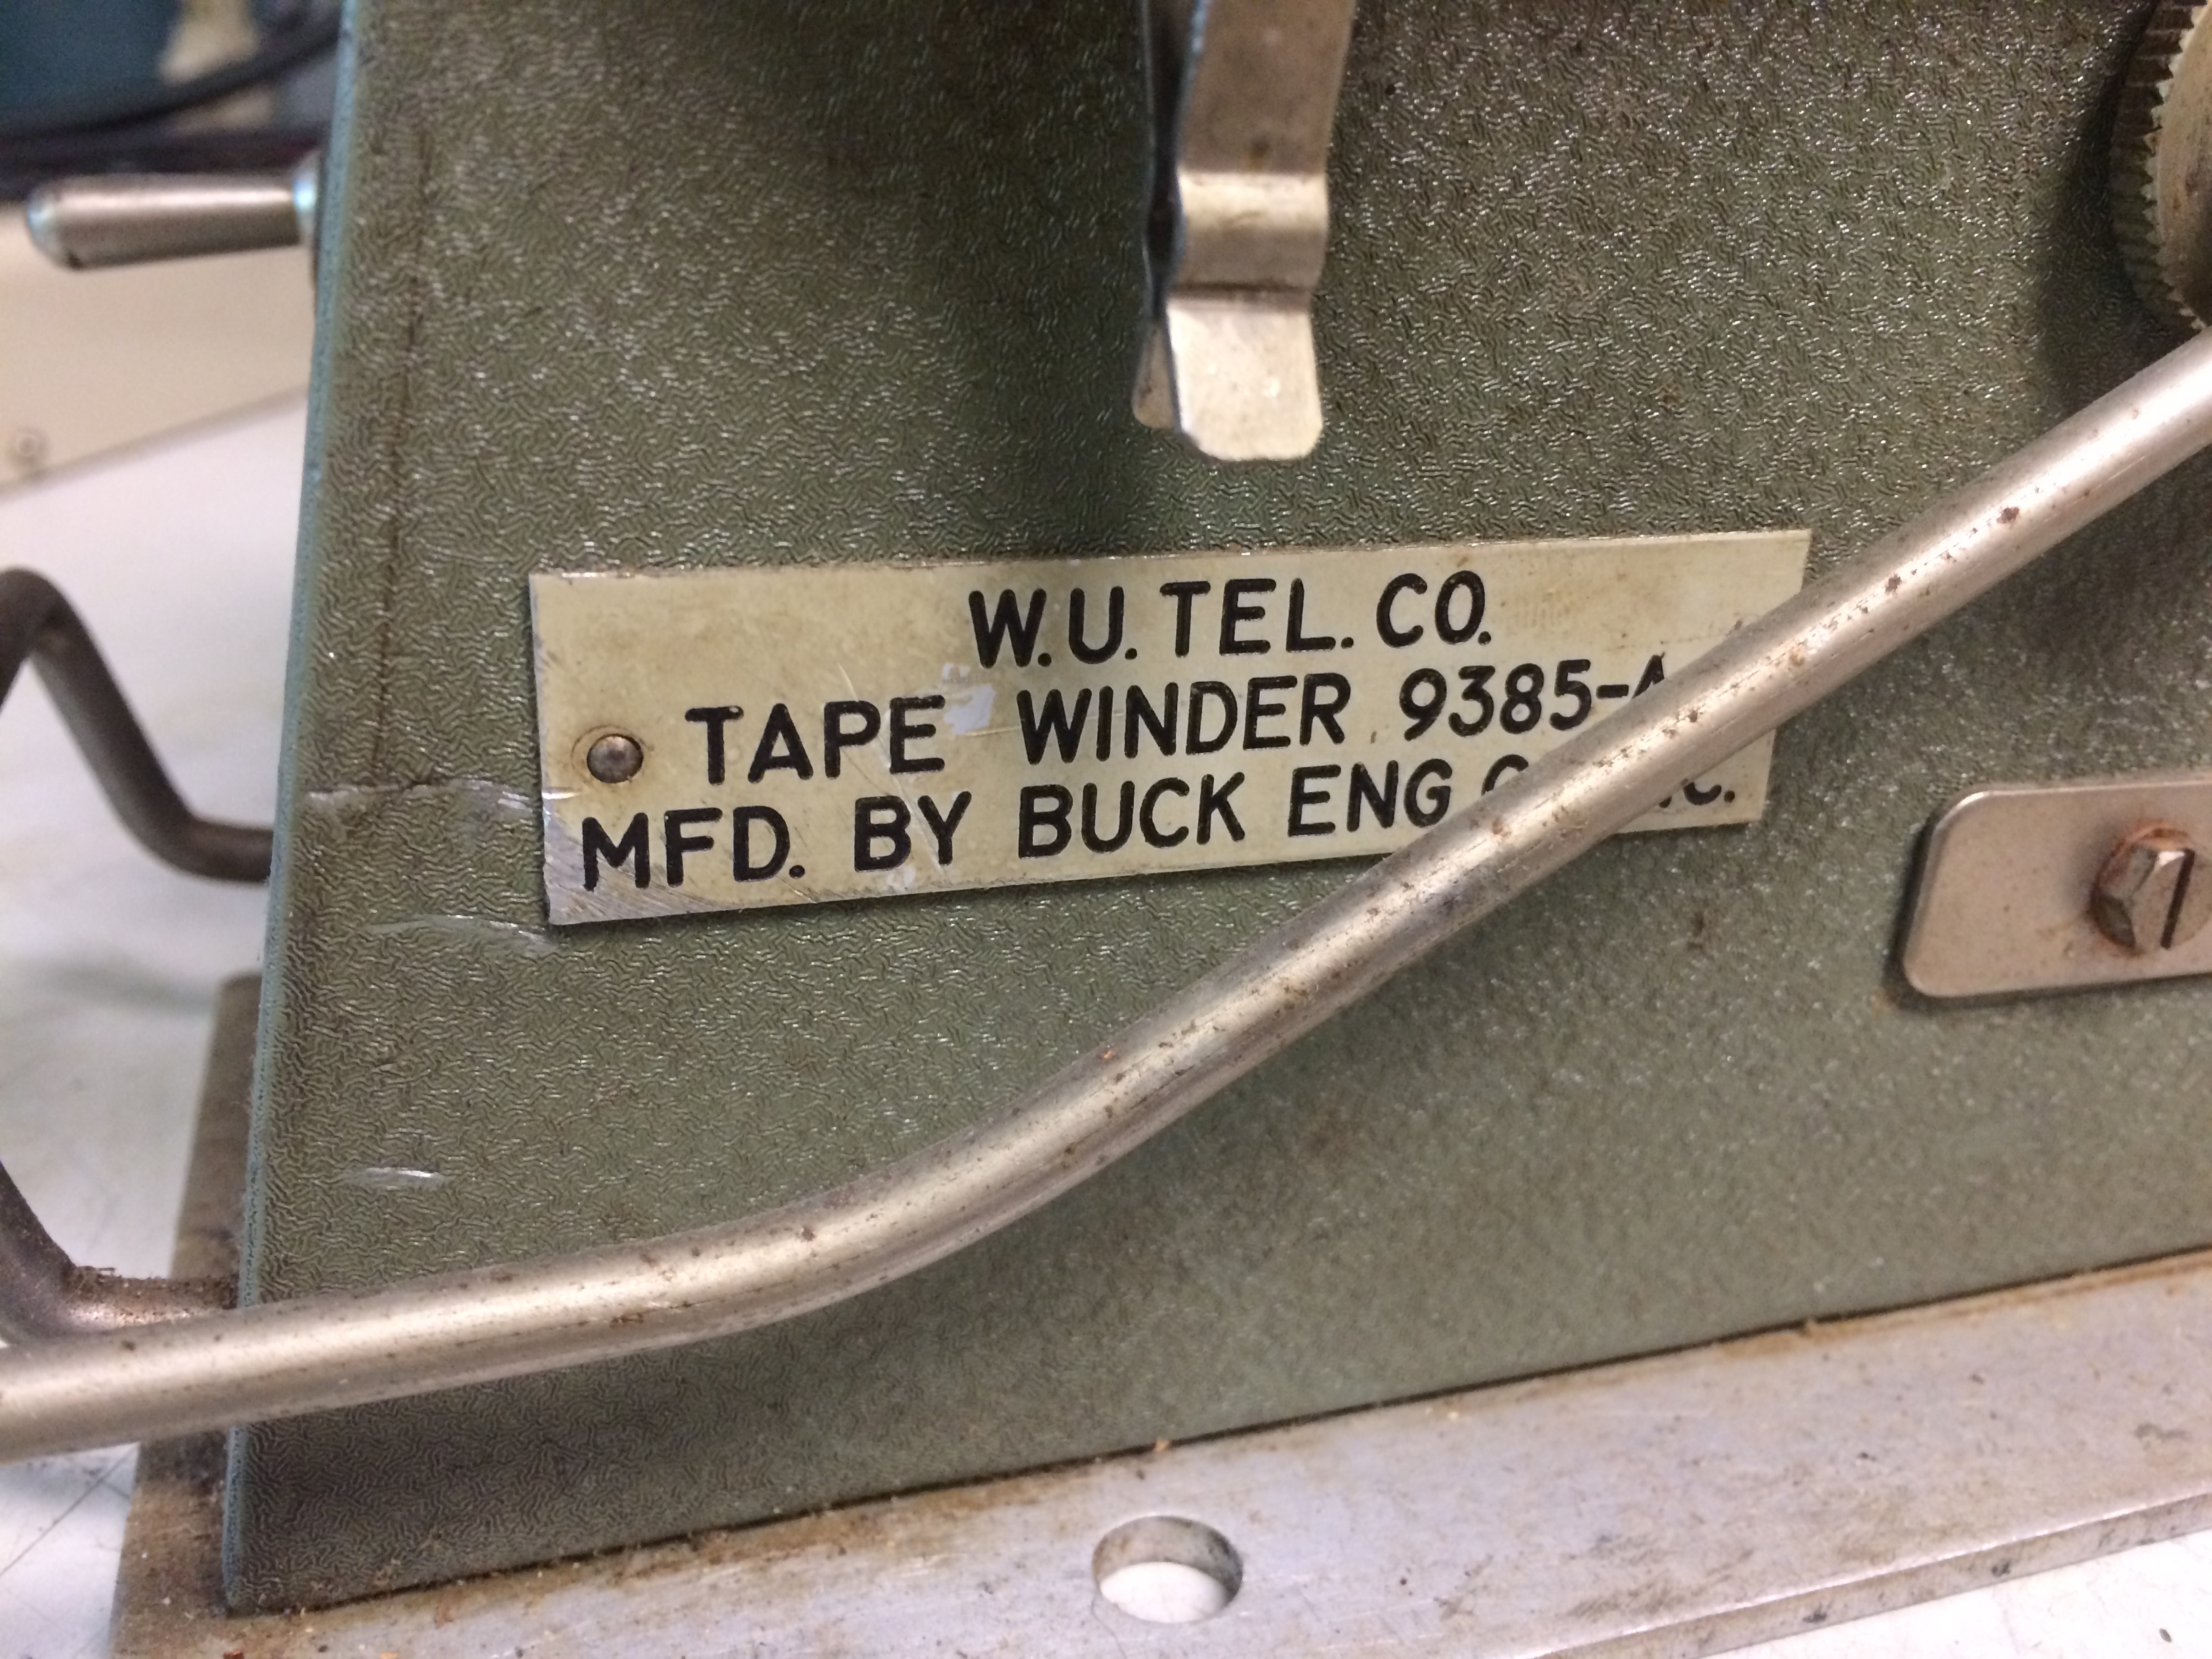 W.U. TEL. CO.
TAPE WINDER 9385-A
MFD. BY BUCK ENG